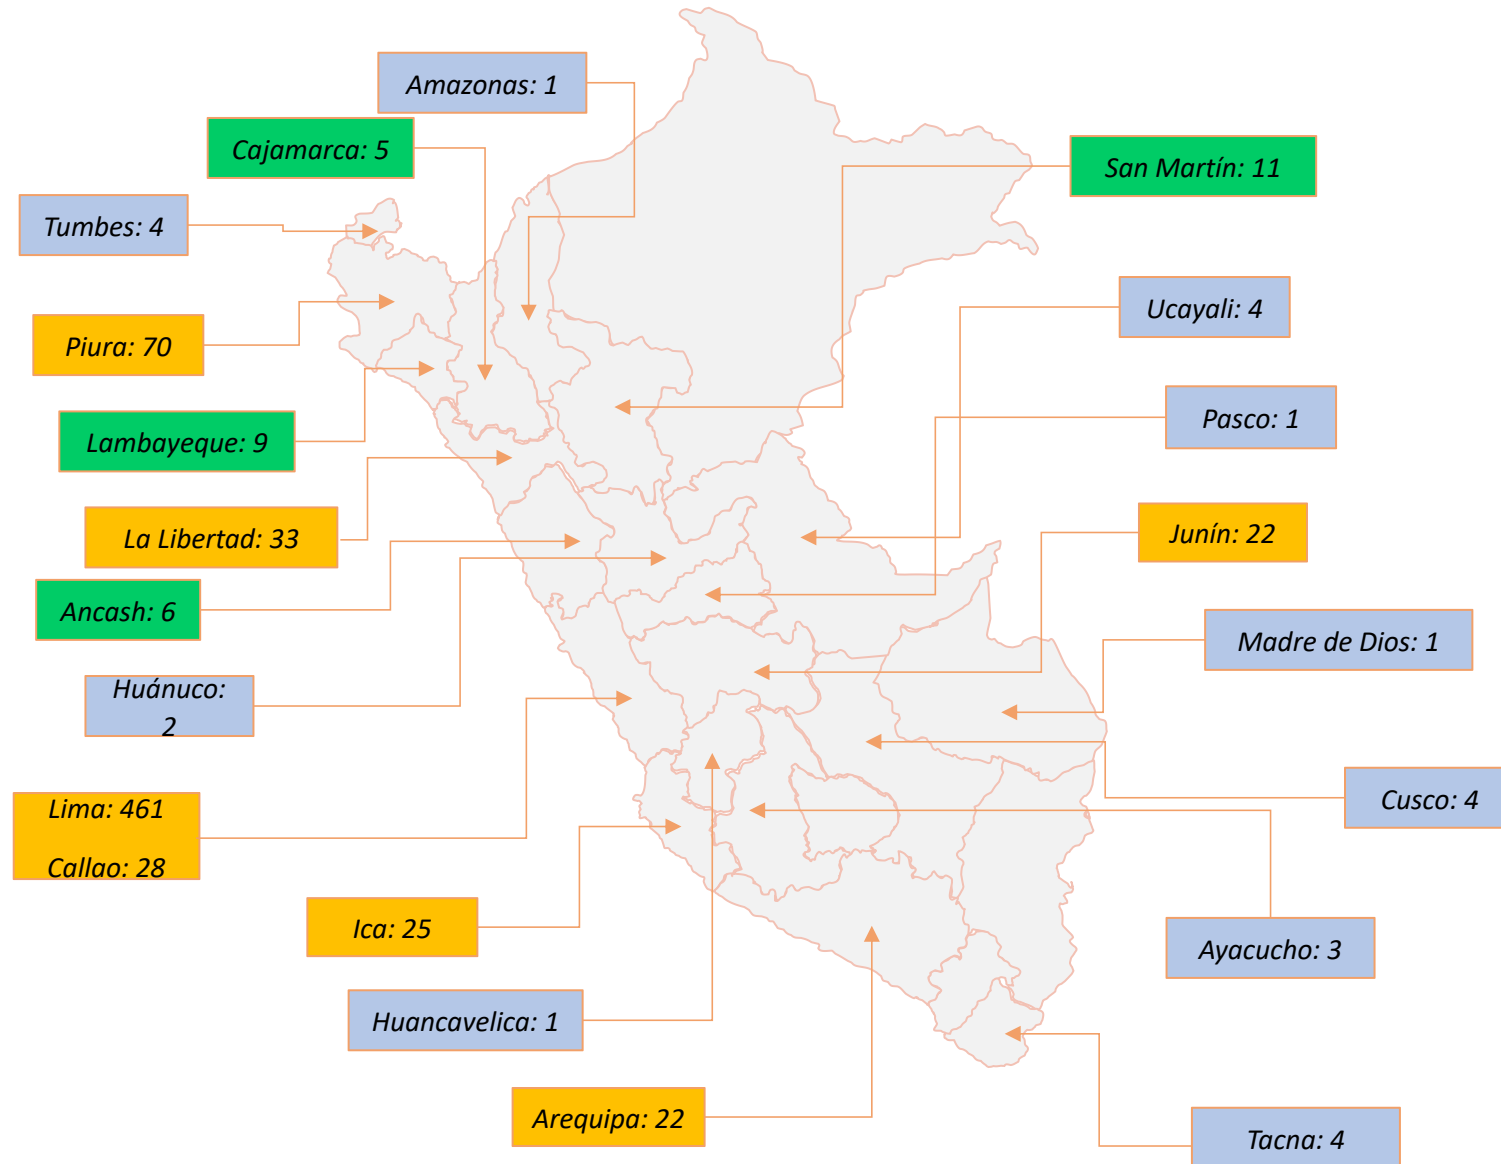 Amazonas: 1
Cajamarca: 5
San Martín: 11
Tumbes: 4
Ucayali: 4
Piura: 70
Pasco: 1
Lambayeque: 9
La Libertad: 33
Junín: 22
Ancash: 6
Madre de Dios: 1
Huánuco:
2
Lima: 461
Callao: 28
Cusco: 4
Ica: 25
Ayacucho: 3
Huancavelica: 1
Arequipa: 22
Tacna: 4